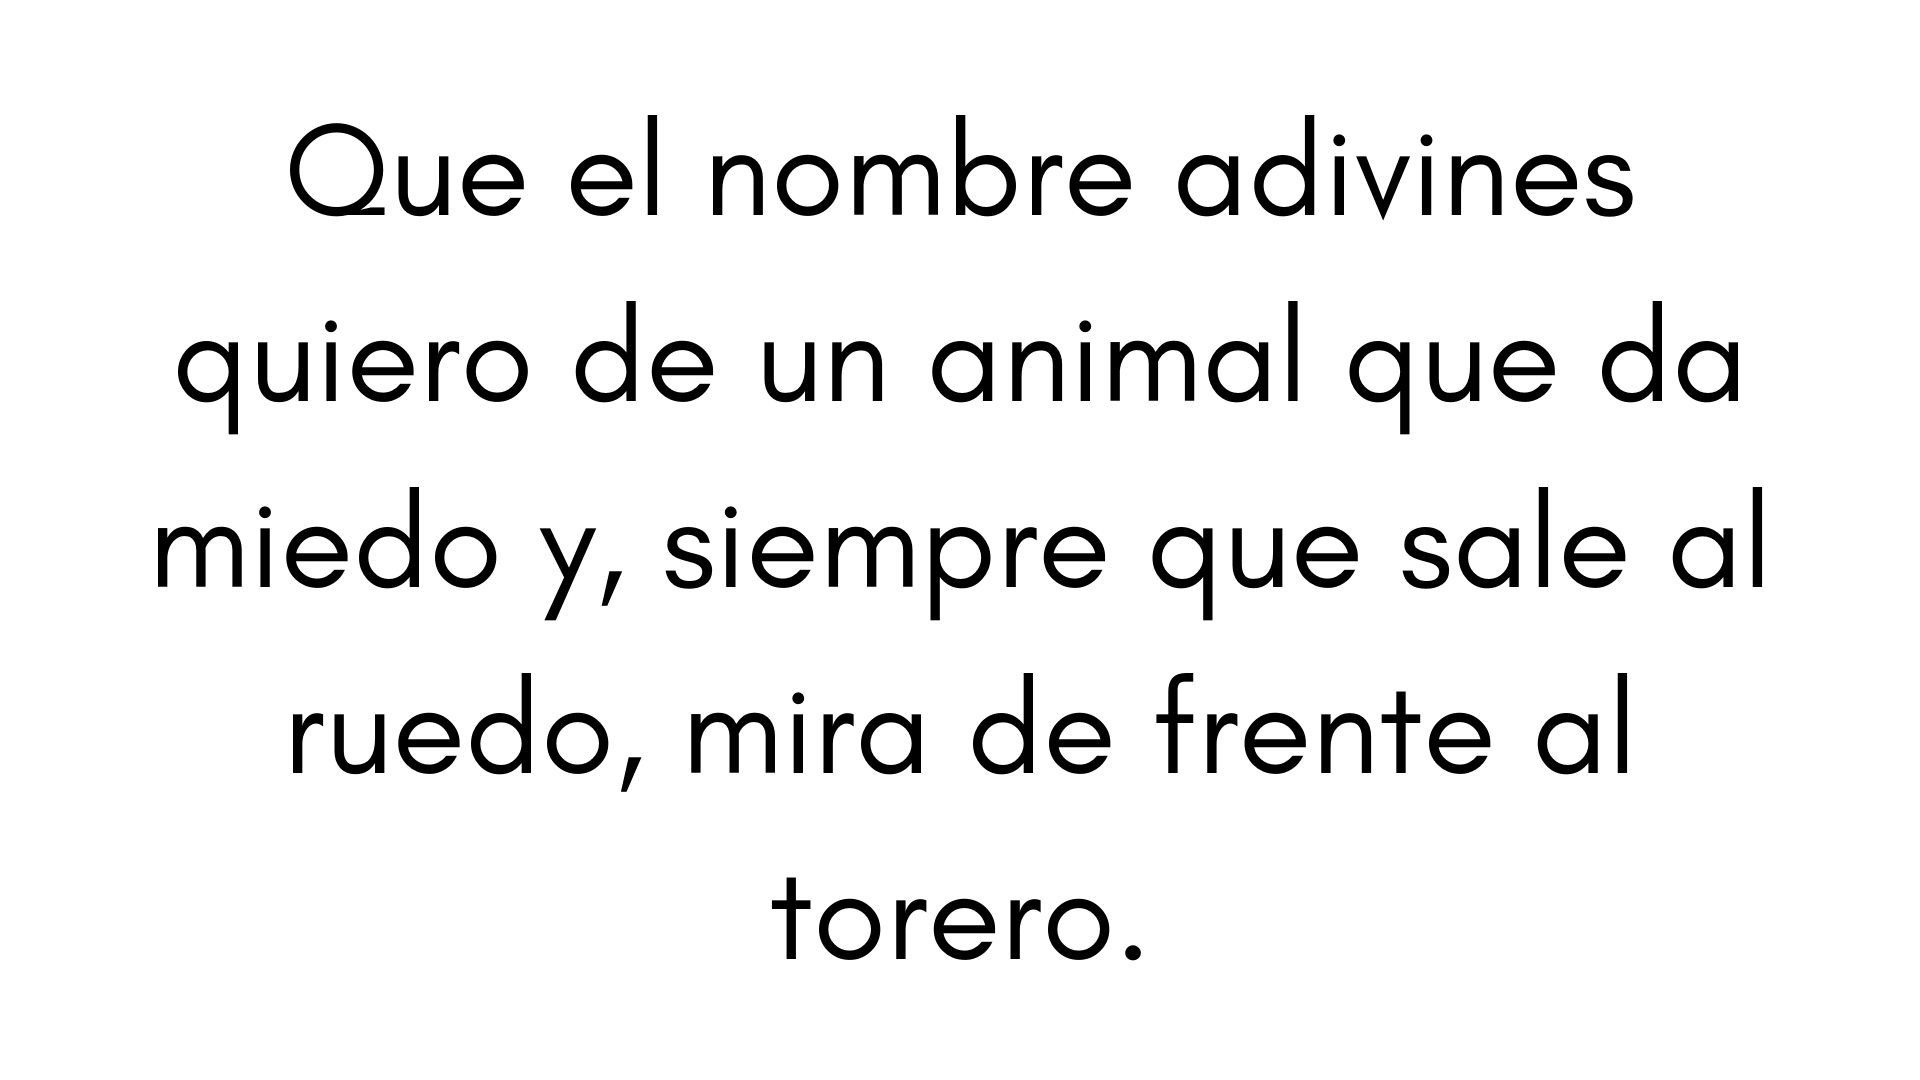 Que el nombre adivines
quiero de un animal que da
miedo y, siempre que sale al
ruedo, mira de frente al
torero.